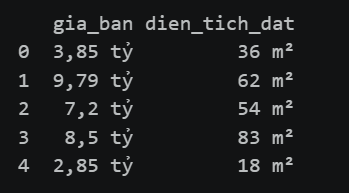 gia_ban dien_tich_dat
0 3,85 tỷ 36 m²
1 9,79 tỷ 62 m²
2 7,2 tỷ 54 m²
3 8,5 tỷ 83 m²
4 2,85 tỷ 18 m²